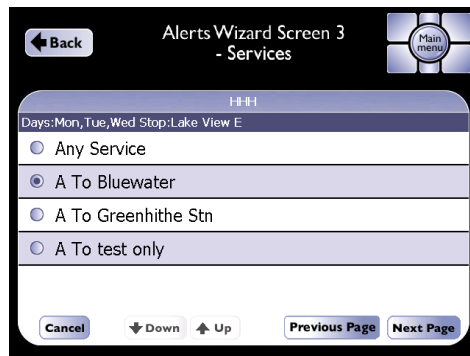 Back
Alerts Wizard Screen 3
- Services
Main
menu
HHH
Days:Mon,Tue,Wed Stop:Lake View E
Any Service
A To Bluewater
A To Greenhithe Stn
A To test only
Cancel
Down
Up
Previous Page
Next Page